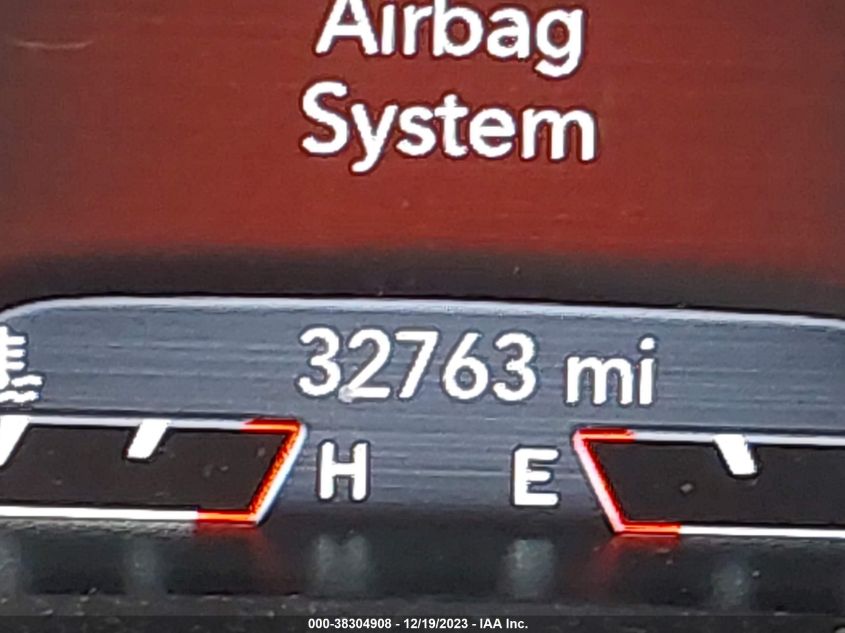 Airbag
System
32763 mi
H E
000-38304908 - 12/19/2023 - IAA Inc.